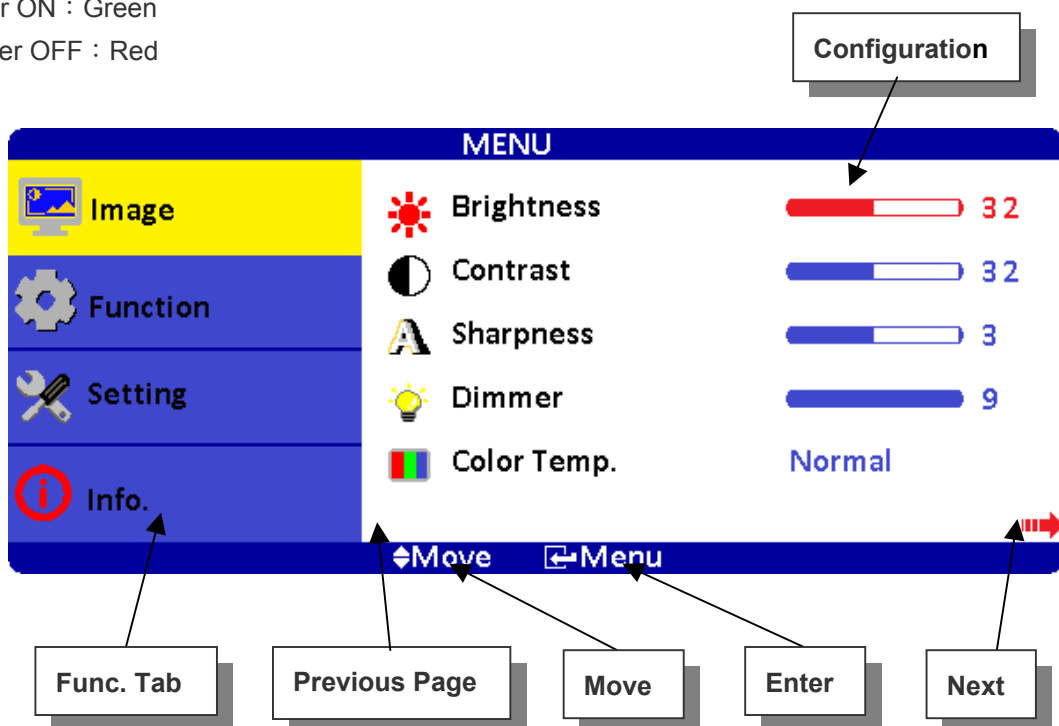 r ON：Green
er OFF：Red
Configuration
MENU
Image
Function
Setting
Info.
Brightness 32
Contrast 32
Sharpness 3
Dimmer 9
Color Temp. Normal
Move Menu
Func. Tab
Previous Page
Move
Enter
Next